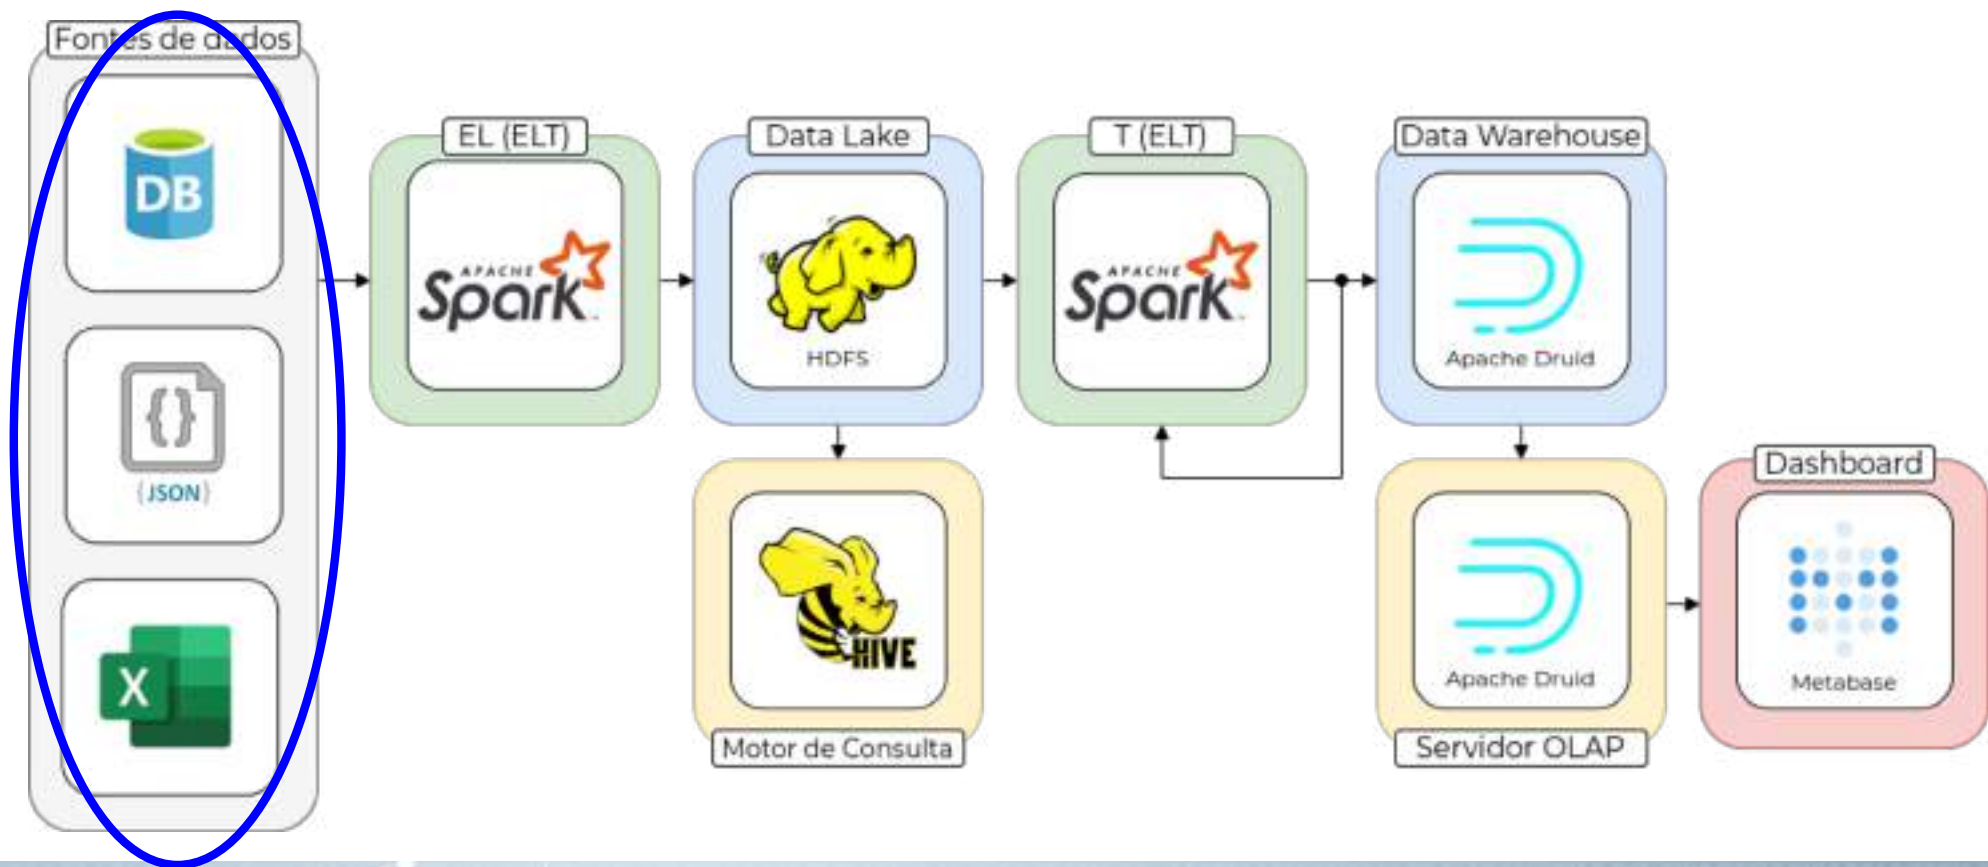 Fontes de dados
DB
{}
{JSON}
X
EL (ELT)
APACHE
Spark
Data Lake
HDFS
HIVE
Motor de Consulta
T (ELT)
APACHE
Spark
Data Warehouse
Apache Druid
Apache Druid
Servidor OLAP
Dashboard
Metabase